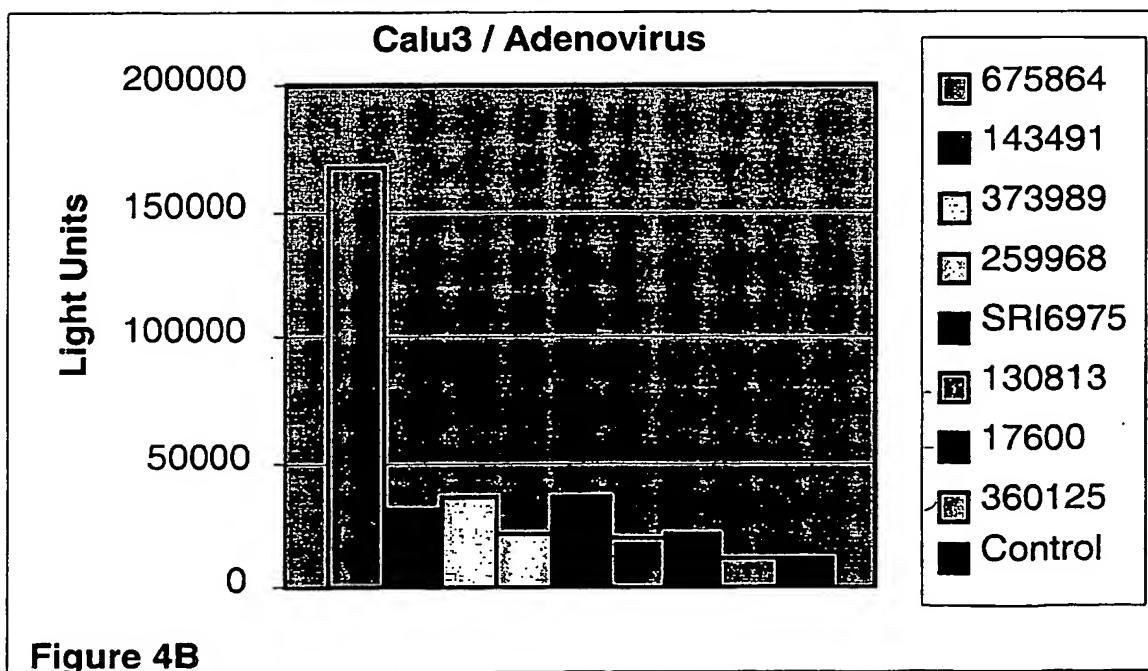 Calu3 / Adenovirus
200000
150000
100000
50000
0
Light Units
675864
143491
373989
259968
SRI6975
130813
17600
360125
Control
Figure 4B